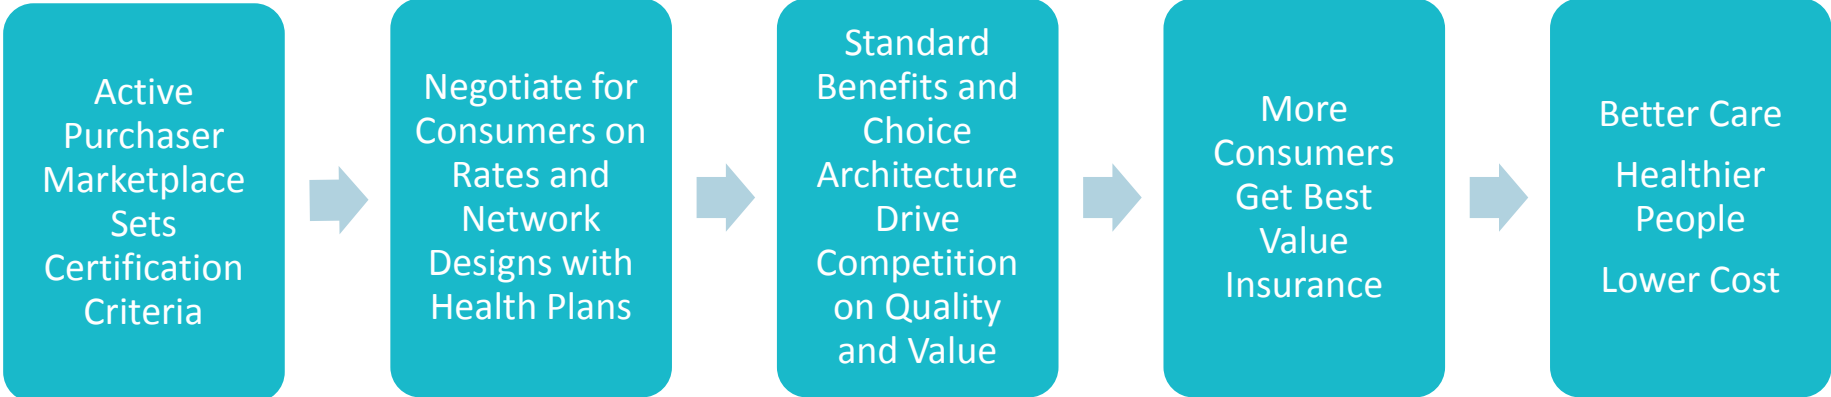 Active
Purchaser
Marketplace
Sets
Certification
Criteria
Negotiate for
Consumers on
Rates and
Network
Designs with
Health Plans
Standard
Benefits and
Choice
Architecture
Drive
Competition
on Quality
and Value
More
Consumers
Get Best
Value
Insurance
Better Care
Healthier
People
Lower Cost